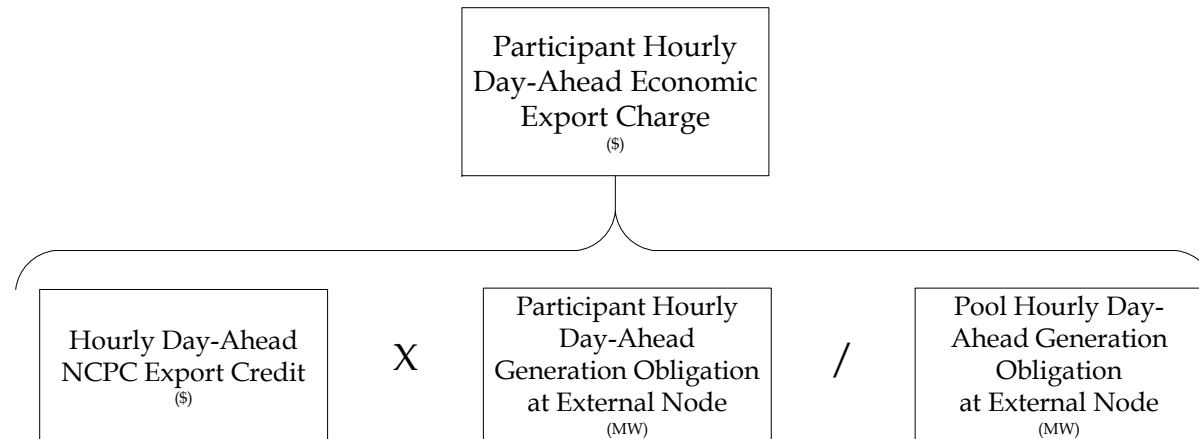 Participant Hourly
Day-Ahead Economic
Export Charge
($)
Hourly Day-Ahead
NCPC Export Credit
($)
X
Participant Hourly
Day-Ahead
Generation Obligation
at External Node
(MW)
/
Pool Hourly Day-
Ahead Generation
Obligation
at External Node
(MW)